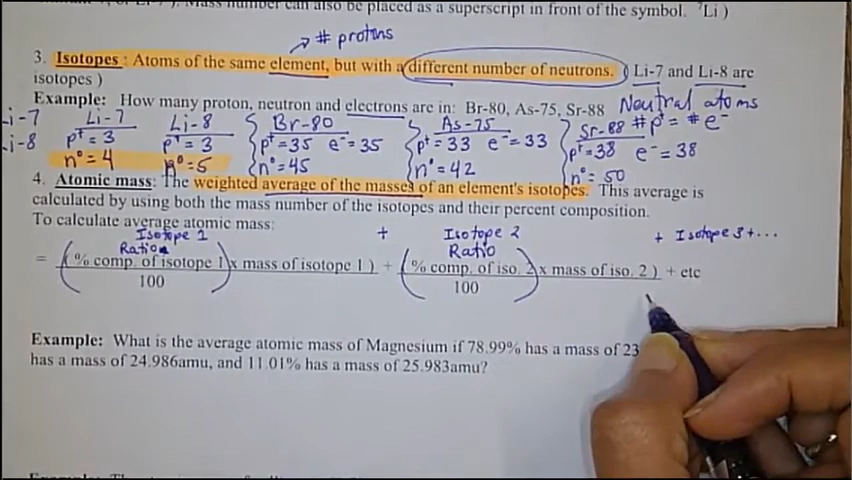 Mass number can also be placed as a superscript in front of the symbol. ⁷Li )
→ # protons
3. Isotopes : Atoms of the same element, but with a different number of neutrons. ( Li-7 and Li-8 are
isotopes )
Example: How many proton, neutron and electrons are in: Br-80, As-75, Sr-88 Neutral atoms
#p⁺ = #e⁻
Li-7 Li-7 Li-8 Br-80 As-75 Sr-88
Li-8 p⁺=3 p⁺=3 p⁺=35 e⁻=35 p⁺=33 e⁻=33 p⁺=38 e⁻=38
n°=4 n°=5 n°=45 n°=42 n°=50
4. Atomic mass: The weighted average of the masses of an element's isotopes. This average is
calculated by using both the mass number of the isotopes and their percent composition.
To calculate average atomic mass:
Isotope 1 + Isotope 2 + Isotope 3 + ...
Ratio Ratio
= ( % comp. of isotope 1 x mass of isotope 1 ) + ( % comp. of iso. 2 x mass of iso. 2 ) + etc
100 100
Example: What is the average atomic mass of Magnesium if 78.99% has a mass of 23
has a mass of 24.986amu, and 11.01% has a mass of 25.983amu?